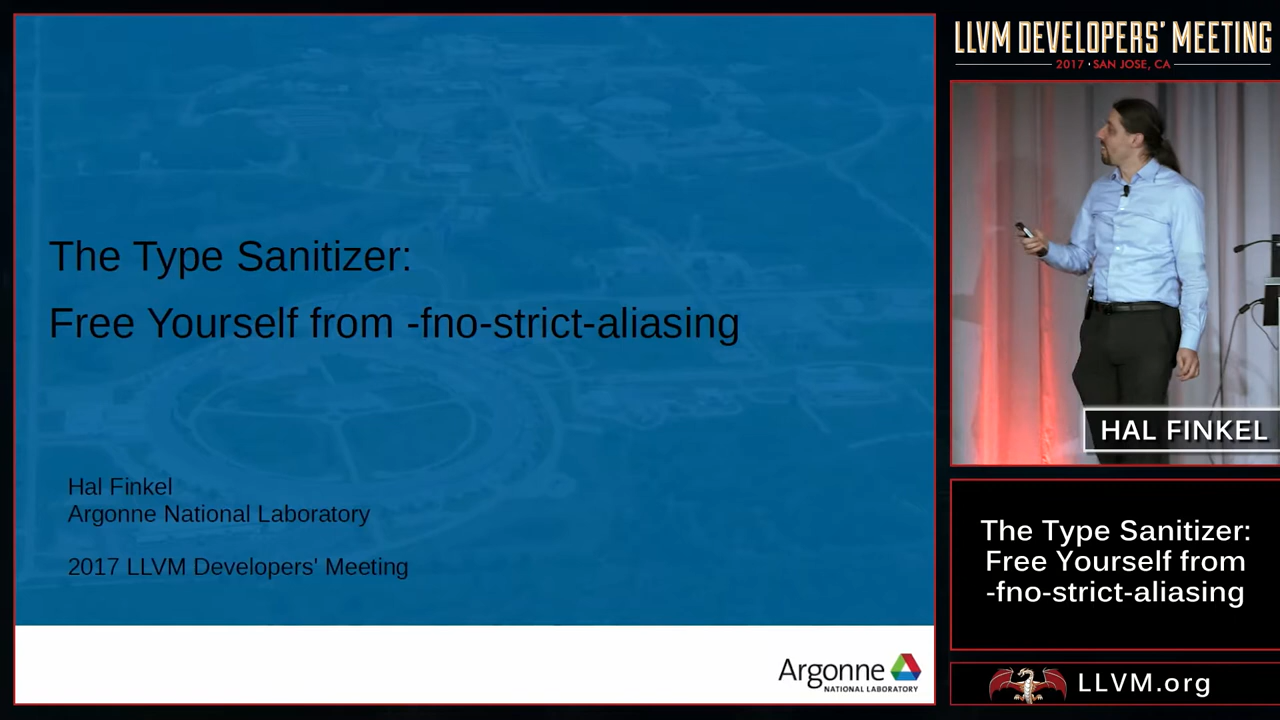 The Type Sanitizer:
Free Yourself from -fno-strict-aliasing
Hal Finkel
Argonne National Laboratory
2017 LLVM Developers' Meeting
Argonne
NATIONAL LABORATORY
LLVM DEVELOPERS' MEETING
2017 · SAN JOSE, CA
HAL FINKEL
The Type Sanitizer:
Free Yourself from
-fno-strict-aliasing
LLVM.org